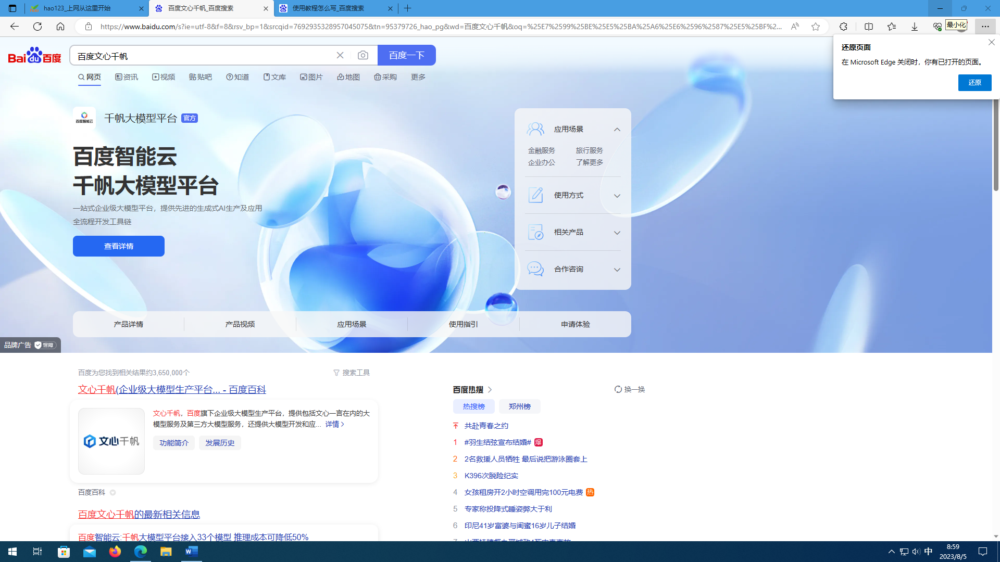 hao123_上网从这里开始
百度文心千帆_百度搜索
使用教程怎么写_百度搜索
https://www.baidu.com/s?ie=utf-8&f=8&rsv_bp=1&srcqid=7692935328957045075&tn=95379726_hao_pg&wd=百度文心千帆&oq=%25E7%2599%25BE%25E5%25BA%25A6%25E6%2596%2587%25E5%25BF%2...
最小化
还原页面
在 Microsoft Edge 关闭时，你有已打开的页面。
还原
Bai du 百度
百度文心千帆
百度一下
网页 资讯 视频 贴吧 知道 文库 图片 地图 采购 更多
百度智能云
千帆大模型平台 官方
百度智能云
千帆大模型平台
一站式企业级大模型平台，提供先进的生成式AI生产及应用
全流程开发工具链
查看详情
应用场景
金融服务 旅行服务
企业办公 了解更多
使用方式
相关产品
合作咨询
产品详情 产品视频 应用场景 使用指引 申请体验
品牌广告 保障
百度为您找到相关结果约3,650,000个
搜索工具
文心千帆(企业级大模型生产平台... - 百度百科
文心千帆
文心千帆，百度旗下企业级大模型生产平台，提供包括文心一言在内的大
模型服务及第三方大模型服务，还提供大模型开发和应... 详情
功能简介 发展历史
百度百科
百度文心千帆的最新相关信息
百度智能云:千帆大模型平台接入33个模型 推理成本可降低50%
百度热搜
换一换
热搜榜 郑州榜
共赴青春之约
1 #羽生结弦宣布结婚# 爆
2 2名救援人员牺牲 最后说把游泳圈套上
3 K396次脱险纪实
4 女孩租房开2小时空调用完100元电费 热
5 专家称投降式睡姿弊大于利
6 印尼41岁富婆与闺蜜16岁儿子结婚
中
8:59
2023/8/5